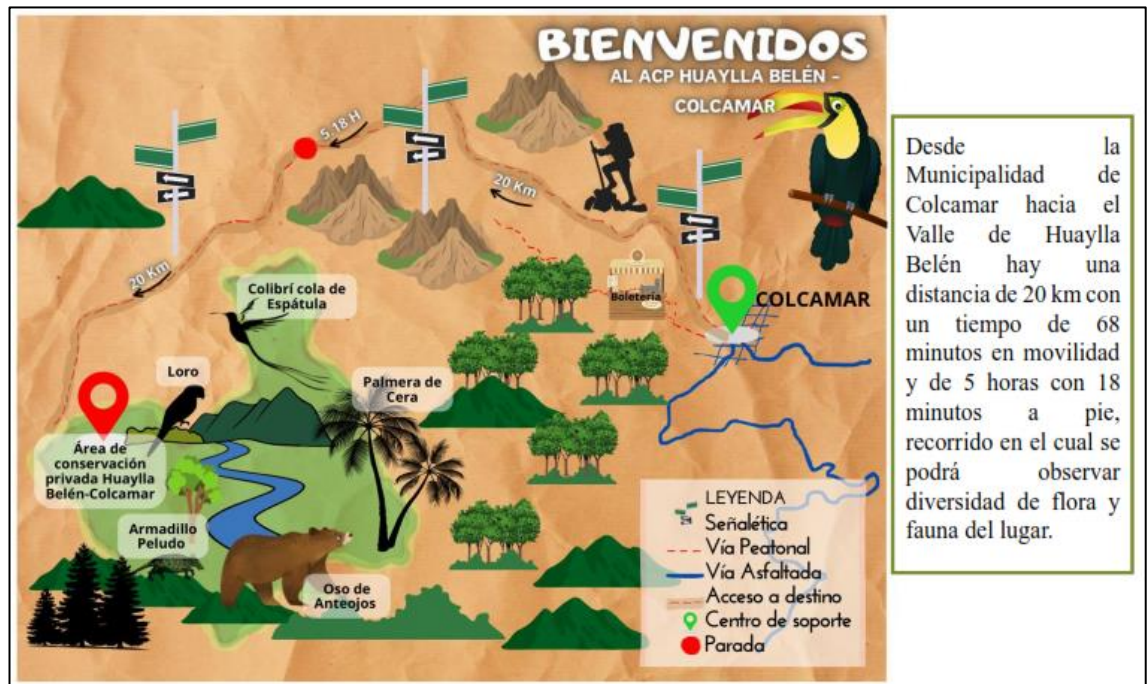 BIENVENIDOS
AL ACP HUAYLLA BELÉN –
COLCAMAR
5.18 H
20 Km
20 Km
Colibrí cola de
Espátula
Boletería
COLCAMAR
Loro
Palmera de
Cera
Área de
conservación
privada Huaylla
Belén-Colcamar
Armadillo
Peludo
Oso de
Anteojos
LEYENDA
Señalética
Vía Peatonal
Vía Asfaltada
Acceso a destino
Centro de soporte
Parada
Desde la
Municipalidad de
Colcamar hacia el
Valle de Huaylla
Belén hay una
distancia de 20 km con
un tiempo de 68
minutos en movilidad
y de 5 horas con 18
minutos a pie,
recorrido en el cual se
podrá observar
diversidad de flora y
fauna del lugar.